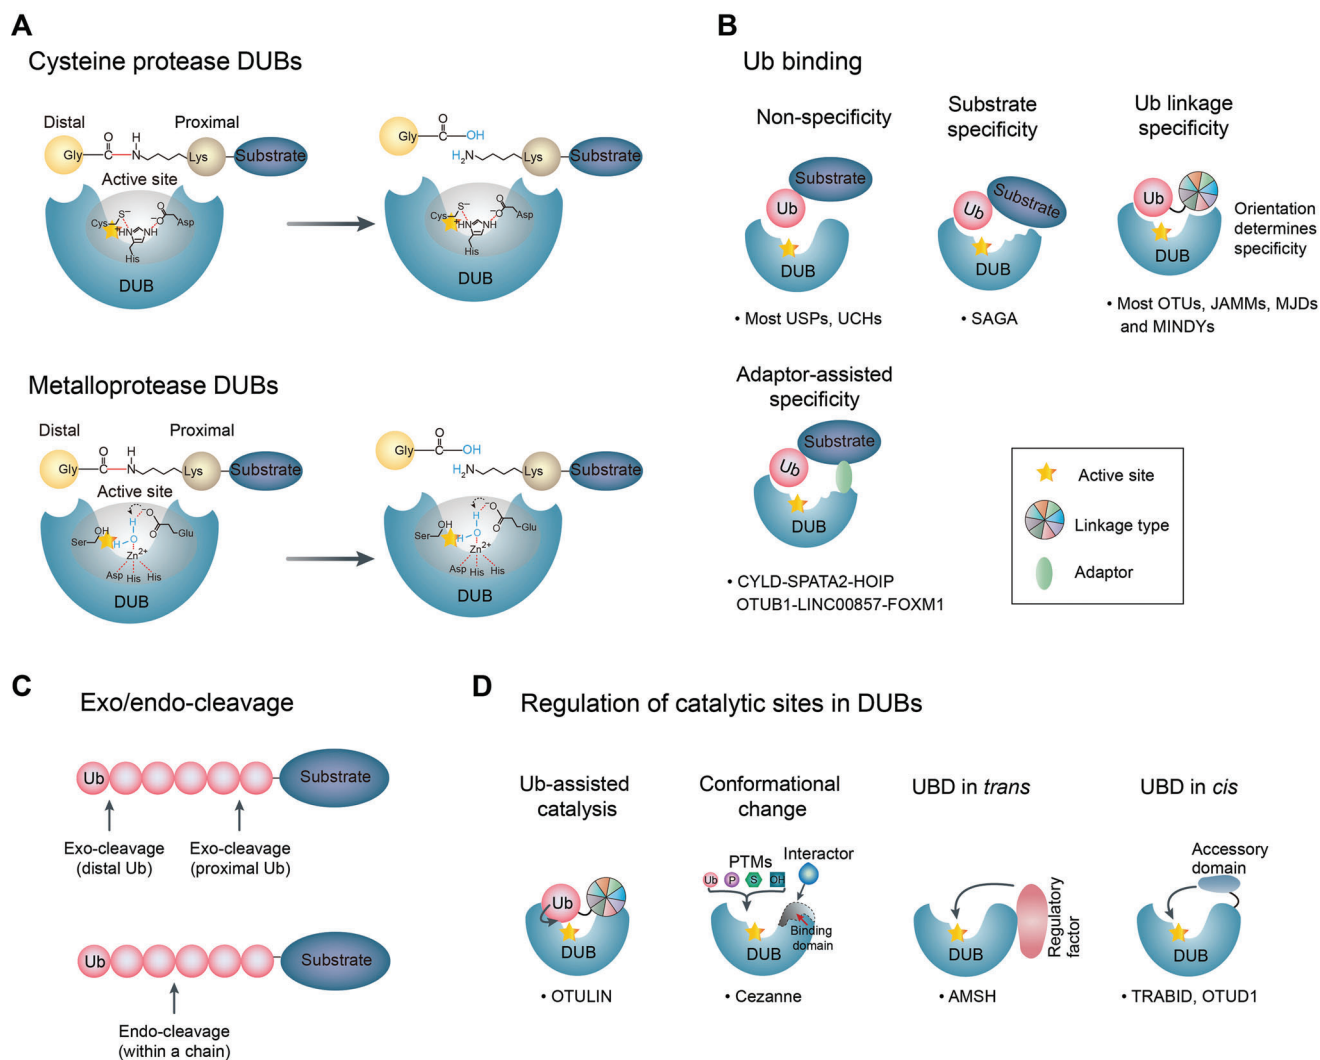 A
Cysteine protease DUBs
Distal
Proximal
Gly
C
O
H
N
Lys
Substrate
Active site
Cys
S−
HN
N
H
O
O−
Asp
His
DUB
Gly
C
O
OH
H2N
Lys
Substrate
Cys
S−
HN
NH
O
O−
Asp
His
DUB
Metalloprotease DUBs
Distal
Proximal
Gly
C
O
H
N
Lys
Substrate
Active site
Ser
OH
H
O
H
−O
O
Glu
Zn2+
Asp
His
His
DUB
Gly
C
O
OH
H2N
Lys
Substrate
Ser
OH
H
O
H
−O
O
Glu
Zn2+
Asp
His
His
DUB
B
Ub binding
Non-specificity
Substrate
Ub
DUB
• Most USPs, UCHs
Substrate
specificity
Substrate
Ub
DUB
• SAGA
Ub linkage
specificity
Ub
DUB
Orientation
determines
specificity
• Most OTUs, JAMMs, MJDs
and MINDYs
Adaptor-assisted
specificity
Substrate
Ub
DUB
• CYLD-SPATA2-HOIP
OTUB1-LINC00857-FOXM1
Active site
Linkage type
Adaptor
C
Exo/endo-cleavage
Ub
Substrate
Exo-cleavage
(distal Ub)
Exo-cleavage
(proximal Ub)
Ub
Substrate
Endo-cleavage
(within a chain)
D
Regulation of catalytic sites in DUBs
Ub-assisted
catalysis
Ub
DUB
• OTULIN
Conformational
change
PTMs
Interactor
Ub
P
S
OH
Binding
domain
DUB
• Cezanne
UBD in trans
DUB
Regulatory
factor
• AMSH
UBD in cis
Accessory
domain
DUB
• TRABID, OTUD1